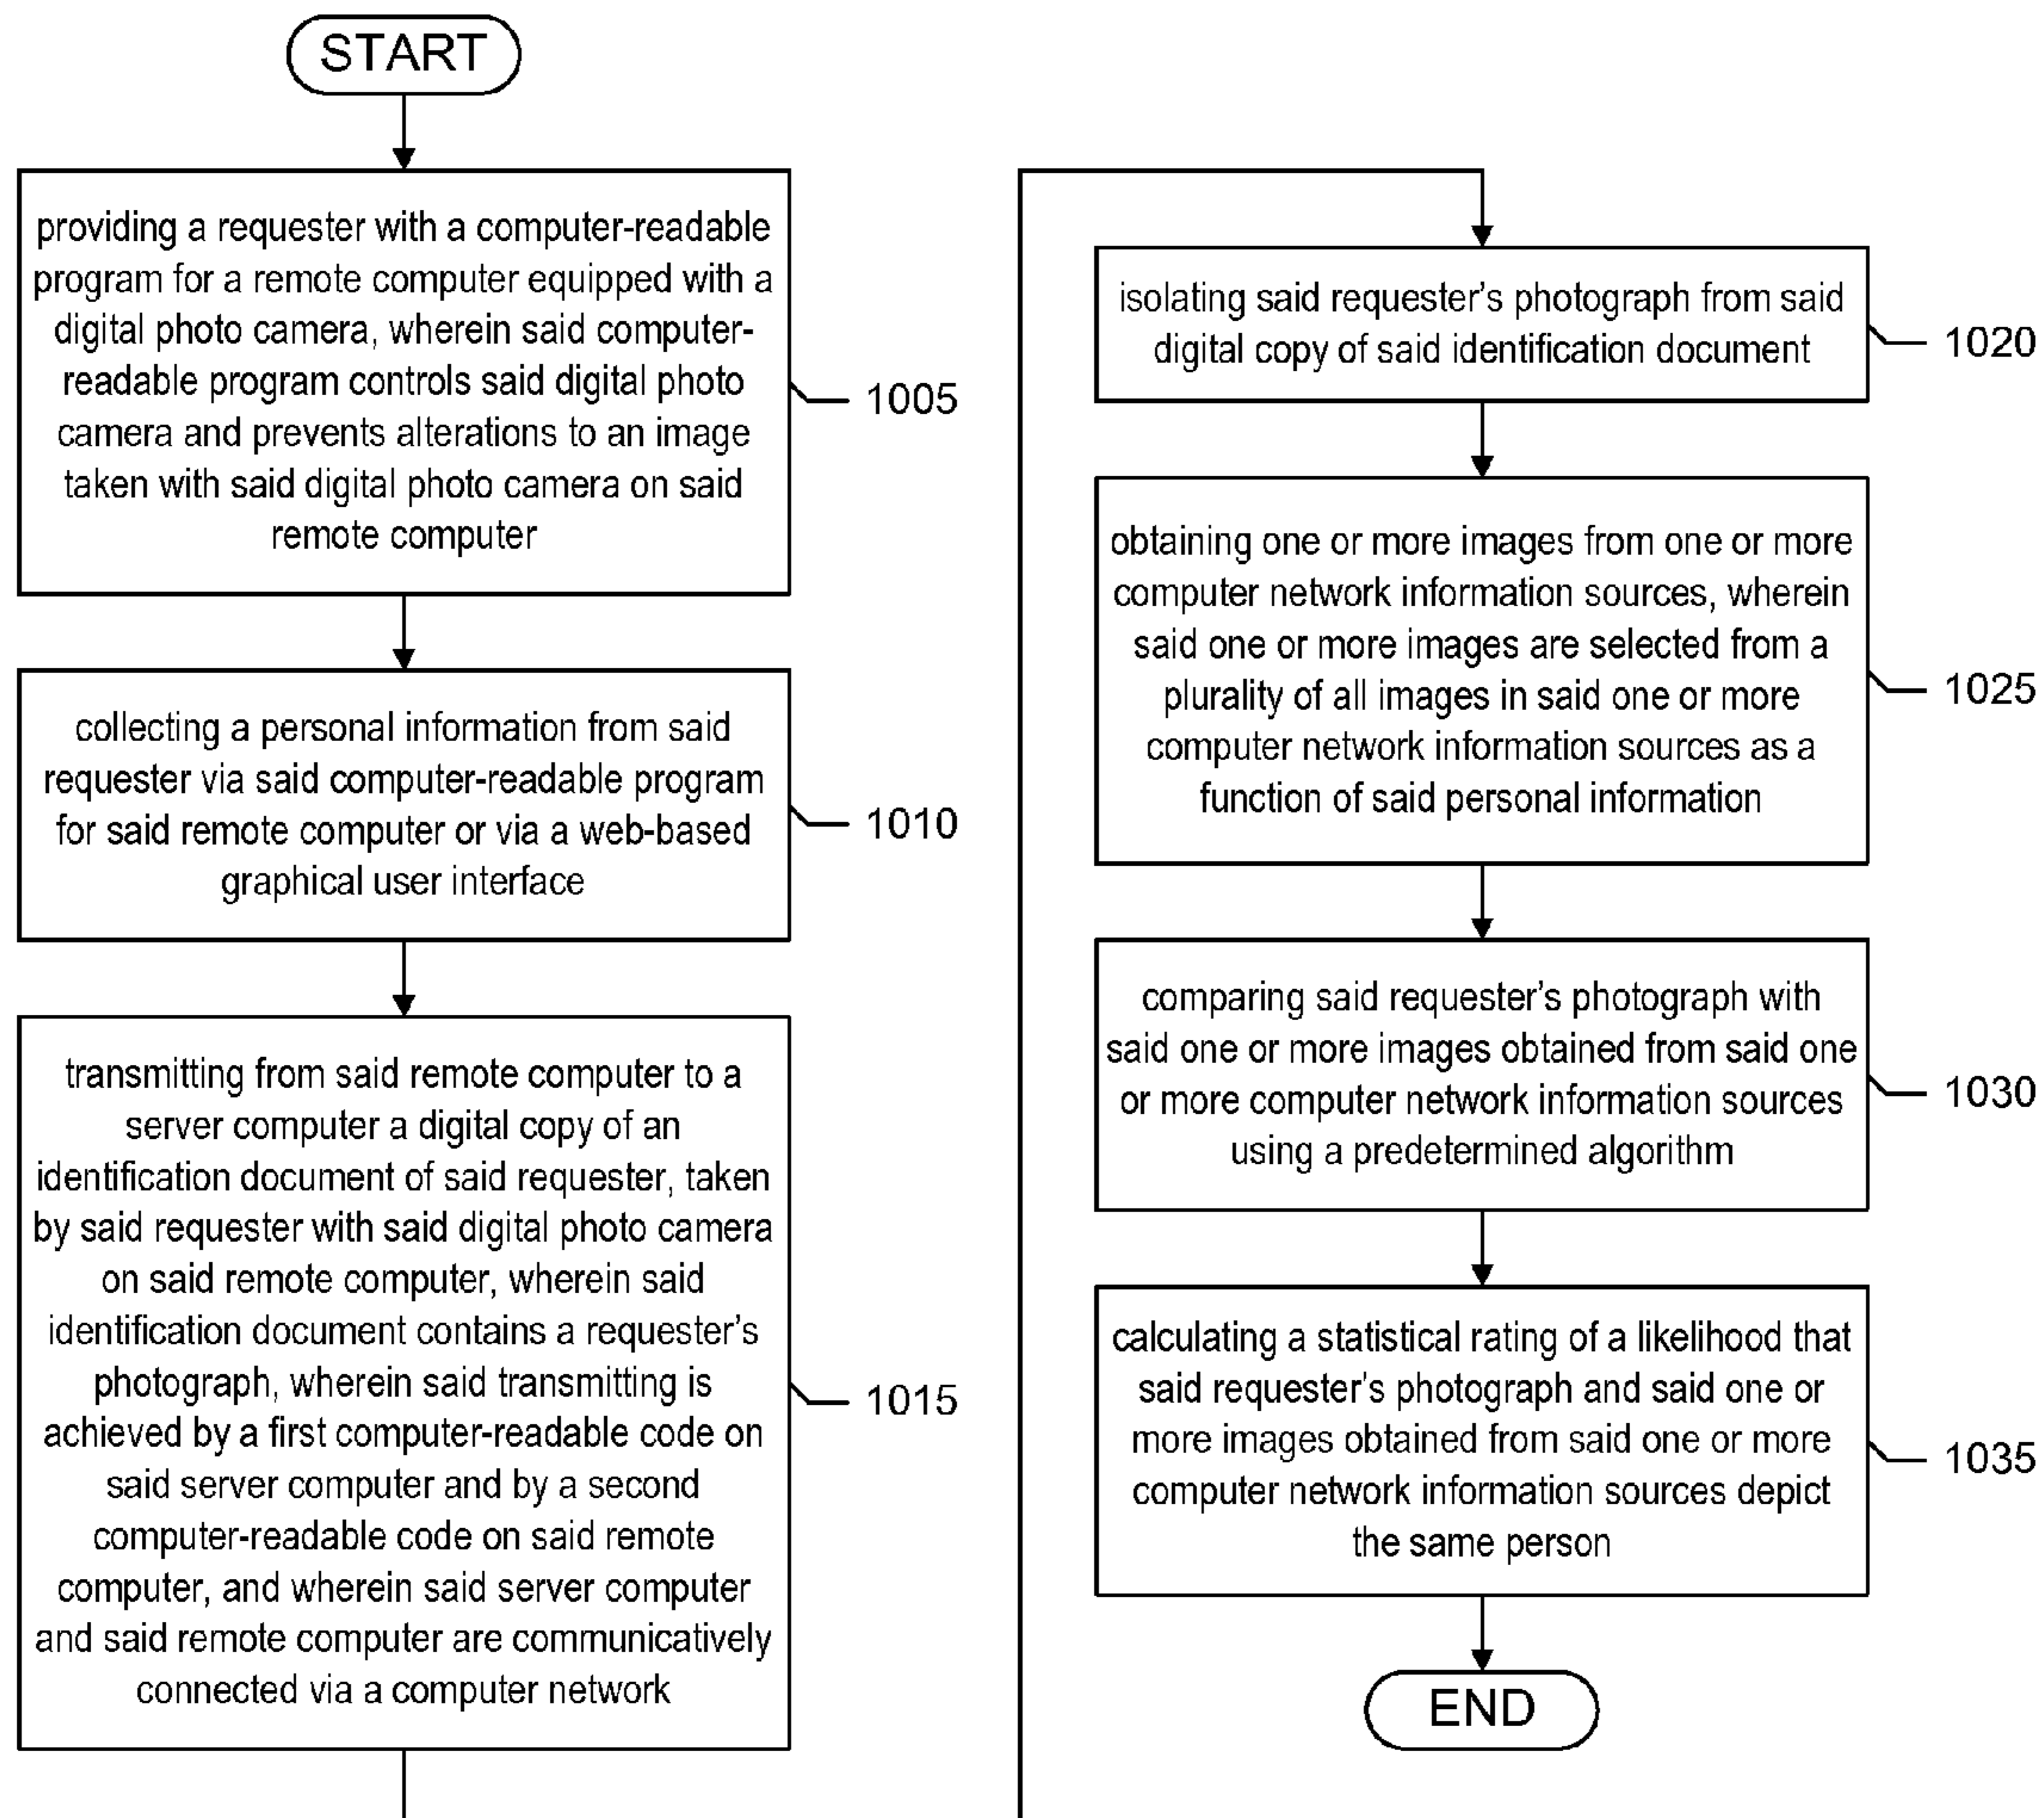 START
providing a requester with a computer-readable
program for a remote computer equipped with a
digital photo camera, wherein said computer-
readable program controls said digital photo
camera and prevents alterations to an image
taken with said digital photo camera on said
remote computer
1005
collecting a personal information from said
requester via said computer-readable program
for said remote computer or via a web-based
graphical user interface
1010
transmitting from said remote computer to a
server computer a digital copy of an
identification document of said requester, taken
by said requester with said digital photo camera
on said remote computer, wherein said
identification document contains a requester's
photograph, wherein said transmitting is
achieved by a first computer-readable code on
said server computer and by a second
computer-readable code on said remote
computer, and wherein said server computer
and said remote computer are communicatively
connected via a computer network
1015
isolating said requester's photograph from said
digital copy of said identification document
1020
obtaining one or more images from one or more
computer network information sources, wherein
said one or more images are selected from a
plurality of all images in said one or more
computer network information sources as a
function of said personal information
1025
comparing said requester's photograph with
said one or more images obtained from said one
or more computer network information sources
using a predetermined algorithm
1030
calculating a statistical rating of a likelihood that
said requester's photograph and said one or
more images obtained from said one or more
computer network information sources depict
the same person
1035
END